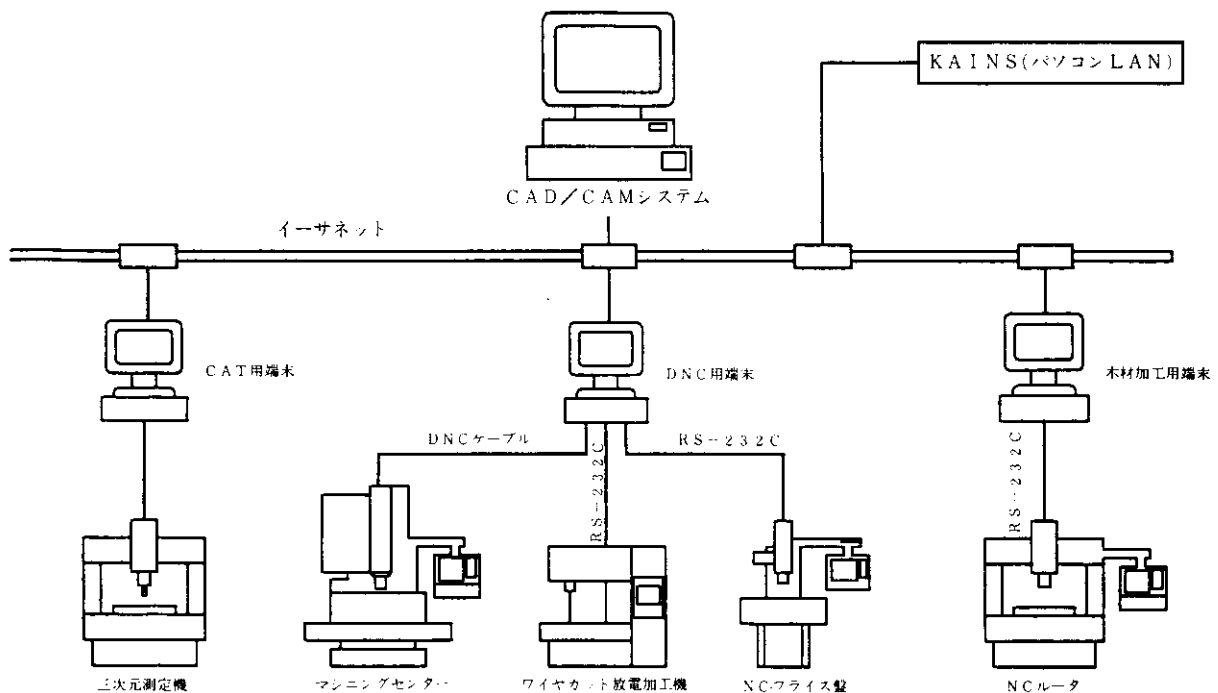 KAINS(パソコンLAN)
CAD/CAMシステム
イーサネット
CAT用端末
DNC用端末
木材加工用端末
DNCケーブル
RS-232C
RS-232C
RS-232C
三次元測定機
マシニングセンター
ワイヤカット放電加工機
NCフライス盤
NCルータ